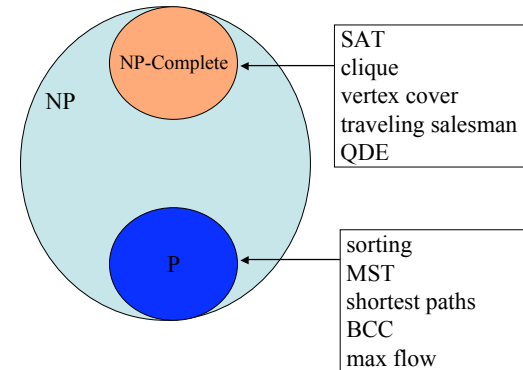 NP-Complete
NP
P
SAT
clique
vertex cover
traveling salesman
QDE
sorting
MST
shortest paths
BCC
max flow